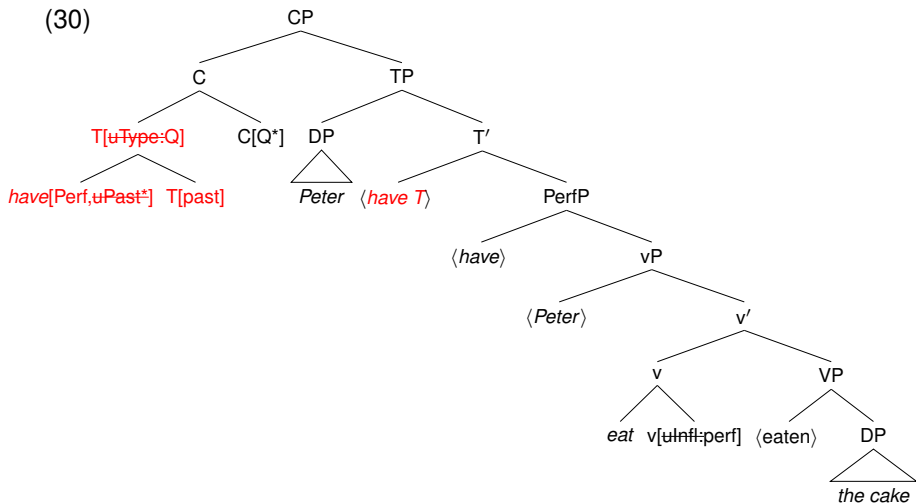 (30)
CP
C TP
T[uType:Q] C[Q*] DP T′
have[Perf,uPast*] T[past] Peter ⟨have T⟩ PerfP
⟨have⟩ vP
⟨Peter⟩ v′
v VP
eat v[uInfl:perf] ⟨eaten⟩ DP
the cake